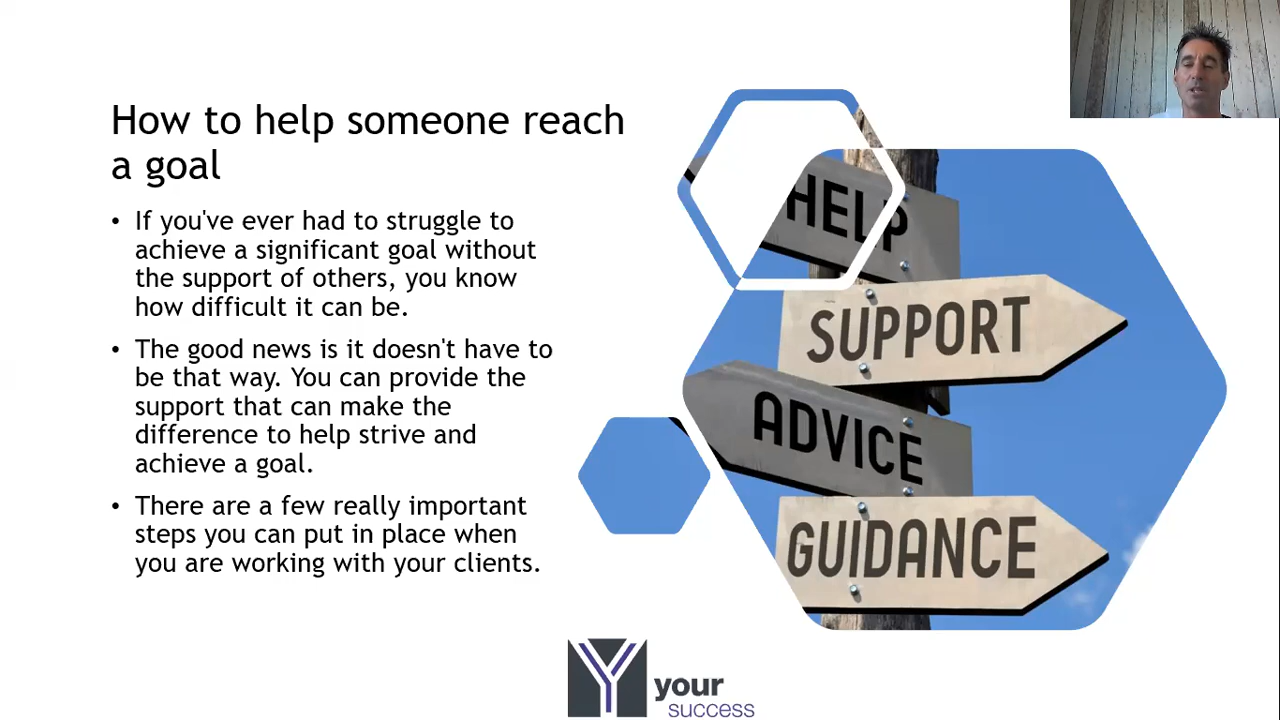 How to help someone reach
a goal
• If you've ever had to struggle to
achieve a significant goal without
the support of others, you know
how difficult it can be.
• The good news is it doesn't have to
be that way. You can provide the
support that can make the
difference to help strive and
achieve a goal.
• There are a few really important
steps you can put in place when
you are working with your clients.
HELP
SUPPORT
ADVICE
GUIDANCE
your
success